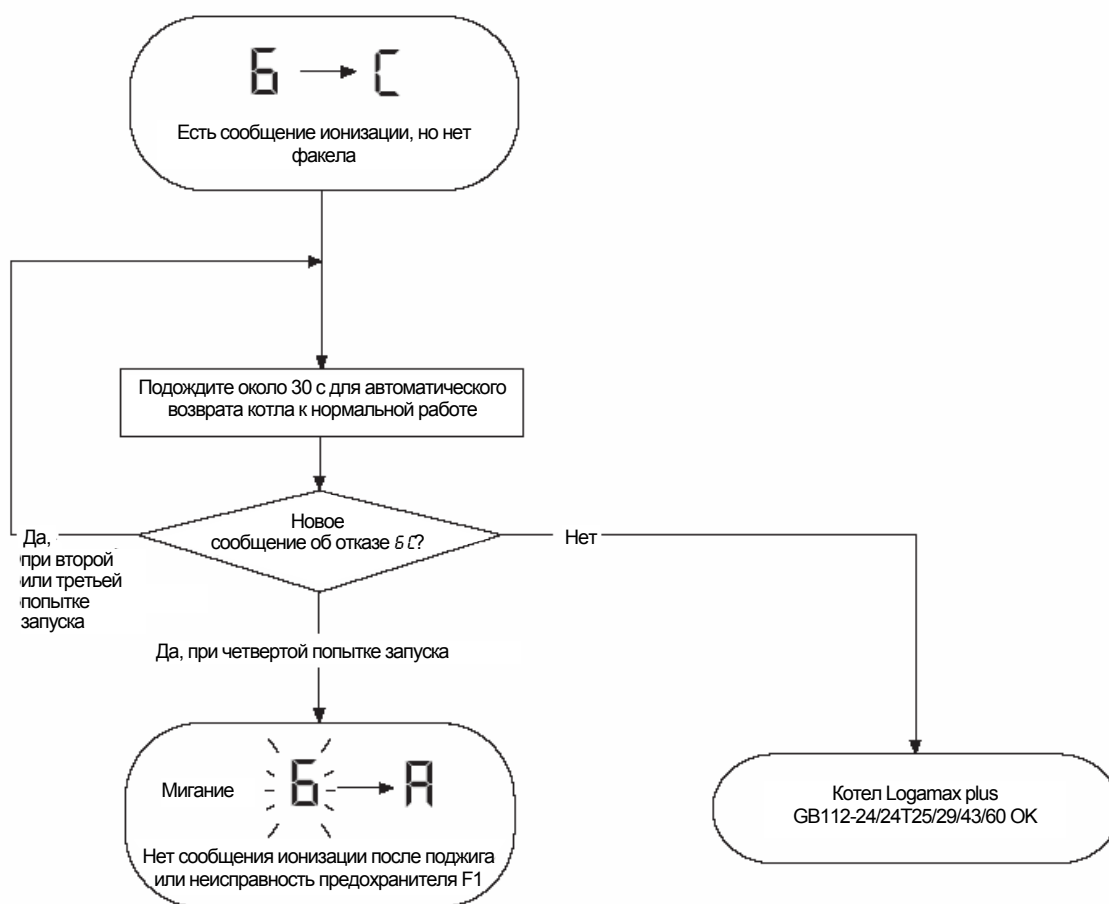 6 → C
Есть сообщение ионизации, но нет
факела
Подождите около 30 с для автоматического
возврата котла к нормальной работе
Новое
сообщение об отказе 6C?
Да,
при второй
или третьей
попытке
запуска
Нет
Да, при четвертой попытке запуска
Мигание 6 → A
Нет сообщения ионизации после поджига
или неисправность предохранителя F1
Котел Logamax plus
GB112-24/24T25/29/43/60 OK